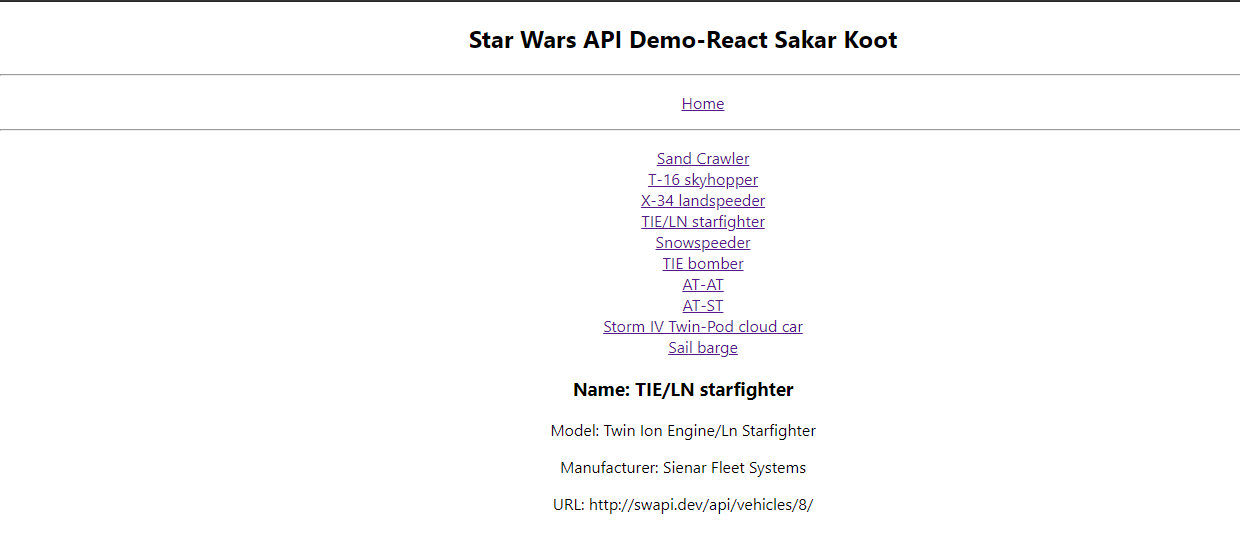 Star Wars API Demo-React Sakar Koot
Home
Sand Crawler
T-16 skyhopper
X-34 landspeeder
TIE/LN starfighter
Snowspeeder
TIE bomber
AT-AT
AT-ST
Storm IV Twin-Pod cloud car
Sail barge
Name: TIE/LN starfighter
Model: Twin Ion Engine/Ln Starfighter
Manufacturer: Sienar Fleet Systems
URL: http://swapi.dev/api/vehicles/8/